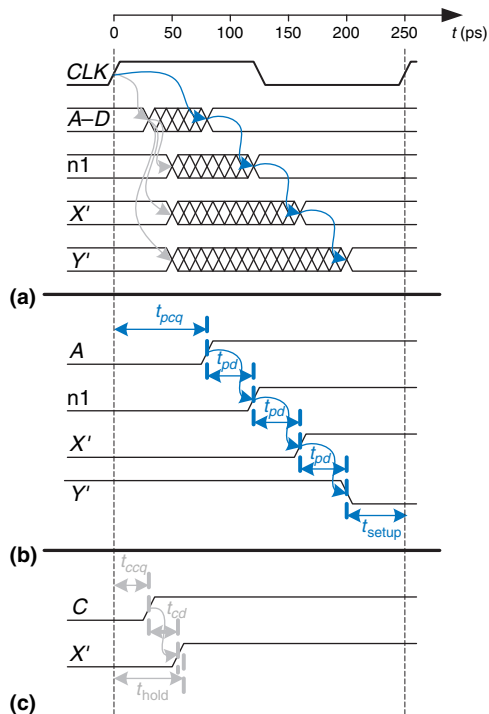 t (ps)
0 50 100 150 200 250
CLK
A–D
n1
X'
Y'
(a)
tpcq
A
tpd
n1
tpd
X'
tpd
Y'
tsetup
(b)
tccq
C
tcd
X'
thold
(c)